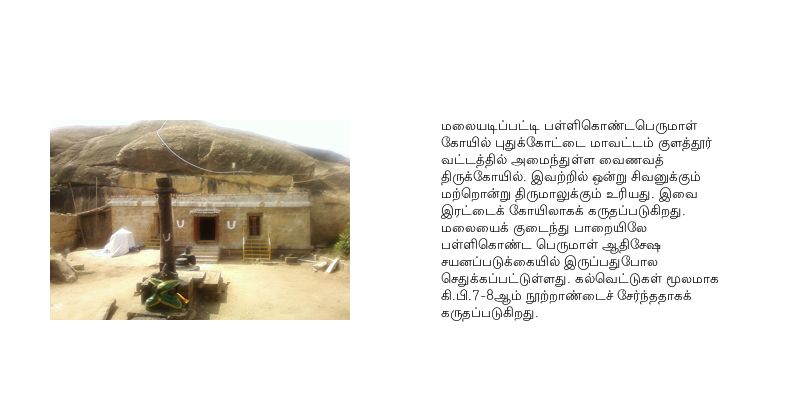 மலையடிப்பட்டி பள்ளிகொண்டபெருமாள்
கோயில் புதுக்கோட்டை மாவட்டம் குளத்தூர்
வட்டத்தில் அமைந்துள்ள வைணவத்
திருக்கோயில். இவற்றில் ஒன்று சிவனுக்கும்
மற்றொன்று திருமாலுக்கும் உரியது. இவை
இரட்டைக் கோயிலாகக் கருதப்படுகிறது.
மலையைக் குடைந்து பாறையிலே
பள்ளிகொண்ட பெருமாள் ஆதிசேஷ
சயனப்படுக்கையில் இருப்பதுபோல
செதுக்கப்பட்டுள்ளது. கல்வெட்டுகள் மூலமாக
கி.பி.7-8ஆம் நூற்றாண்டைச் சேர்ந்ததாகக்
கருதப்படுகிறது.